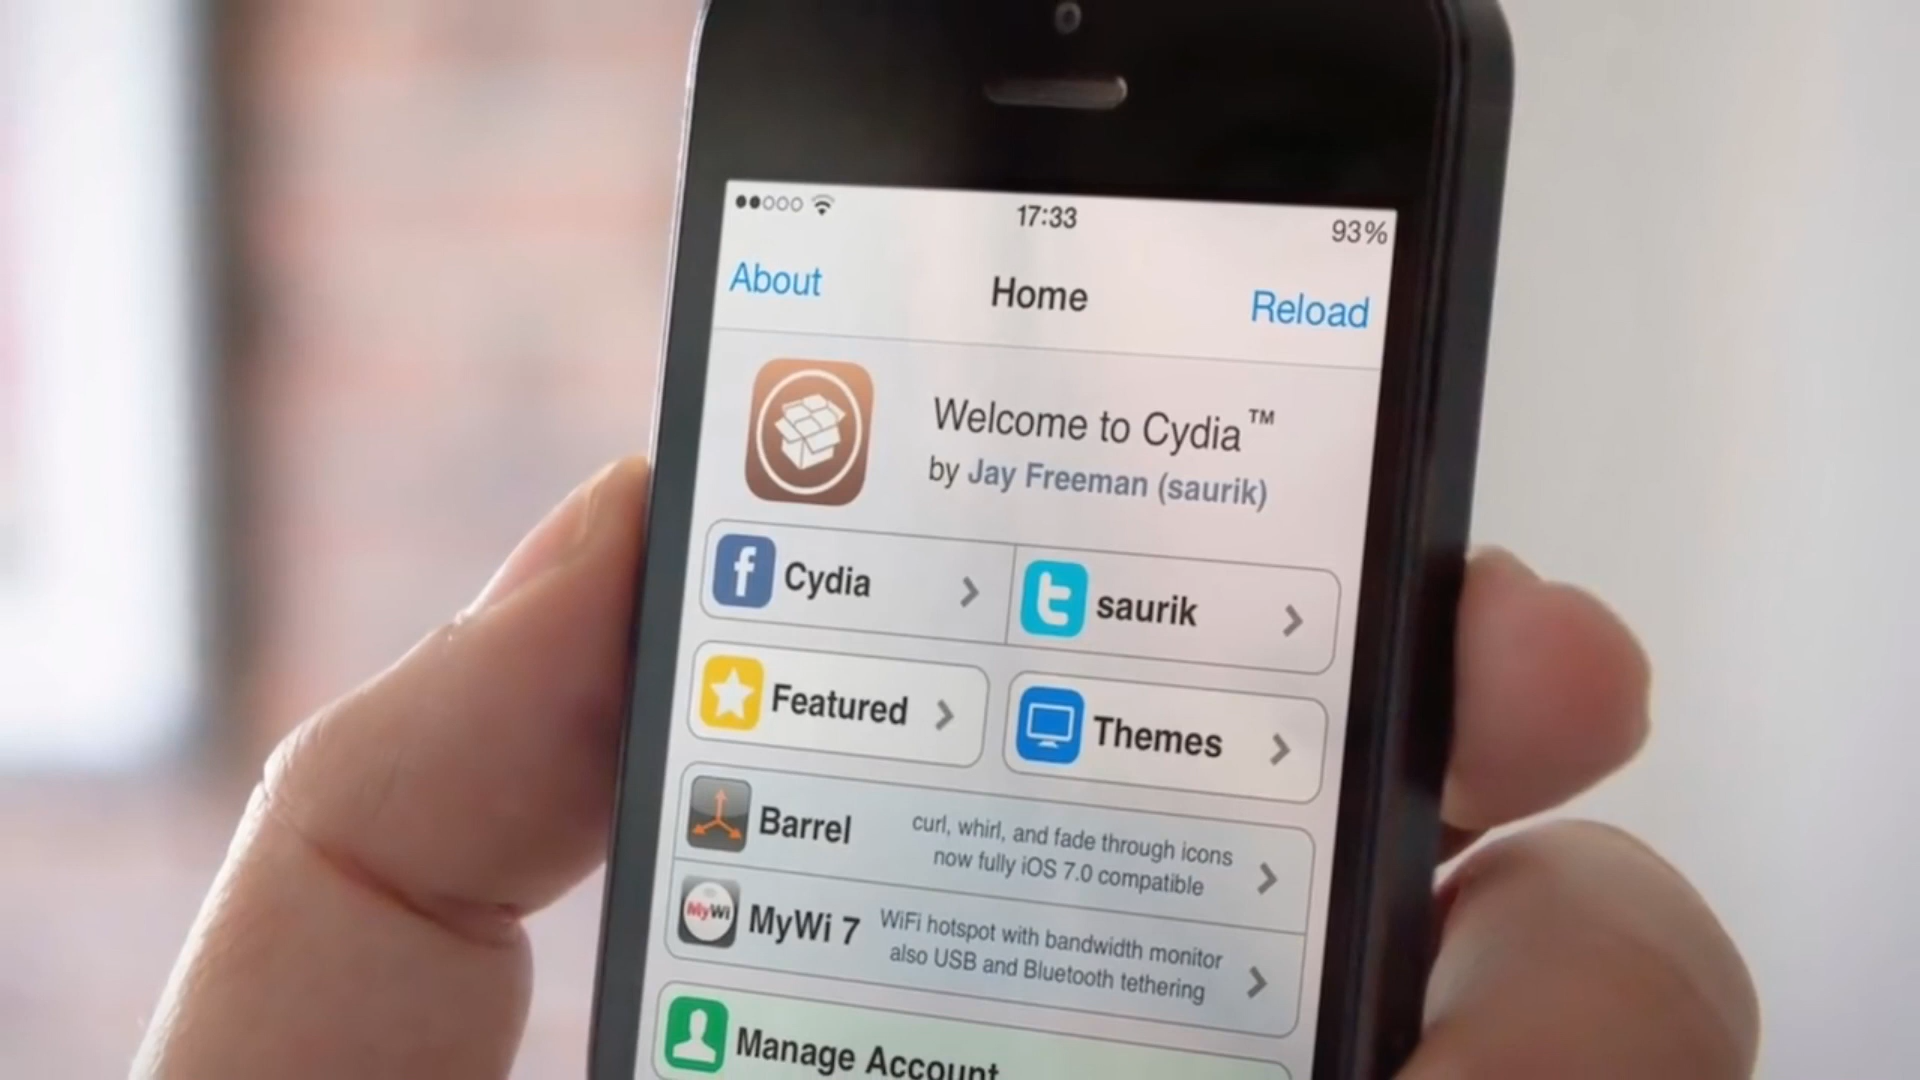 17:33
93%
About
Home
Reload
Welcome to Cydia™
by Jay Freeman (saurik)
Cydia
saurik
Featured
Themes
Barrel
curl, whirl, and fade through icons
now fully iOS 7.0 compatible
MyWi
MyWi 7
WiFi hotspot with bandwidth monitor
also USB and Bluetooth tethering
Manage Account